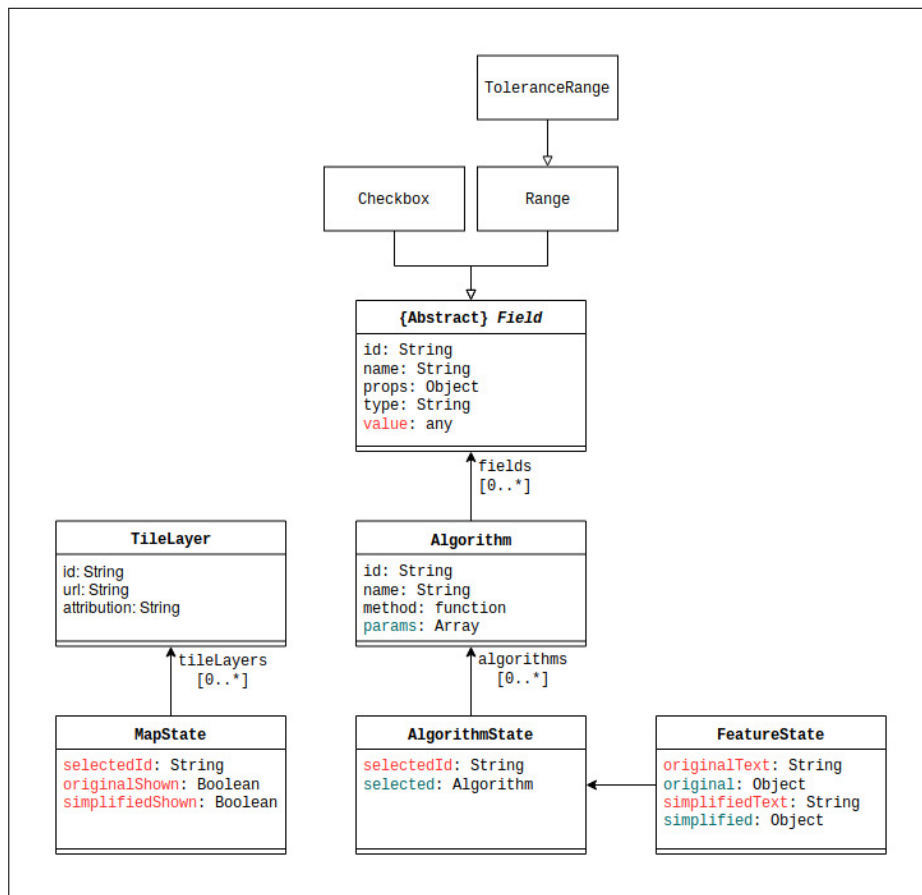 ToleranceRange
Checkbox
Range
{Abstract} Field
id: String
name: String
props: Object
type: String
value: any
fields
[0..*]
TileLayer
id: String
url: String
attribution: String
Algorithm
id: String
name: String
method: function
params: Array
tileLayers
[0..*]
algorithms
[0..*]
MapState
selectedId: String
originalShown: Boolean
simplifiedShown: Boolean
AlgorithmState
selectedId: String
selected: Algorithm
FeatureState
originalText: String
original: Object
simplifiedText: String
simplified: Object